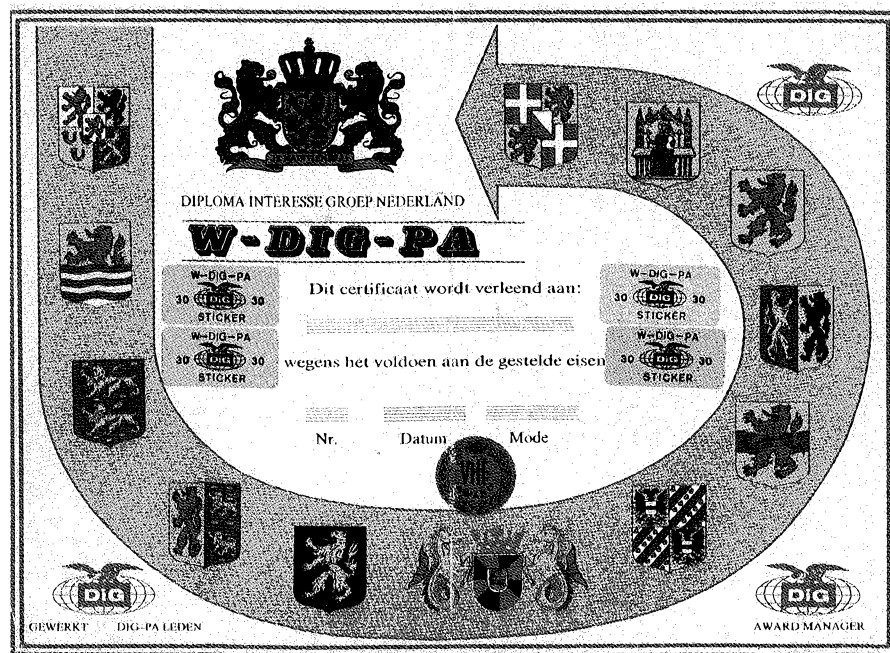 DIG
DIPLOMA INTERESSE GROEP NEDERLAND
W-DIG-PA
W-DIG-PA
30 DIG 30
STICKER
W-DIG-PA
30 DIG 30
STICKER
Dit certificaat wordt verleend aan:
wegens het voldoen aan de gestelde eisen
W-DIG-PA
30 DIG 30
STICKER
W-DIG-PA
30 DIG 30
STICKER
Nr. Datum Mode
VIII
DIG
GEWERKT DIG-PA LEDEN
DIG
AWARD MANAGER